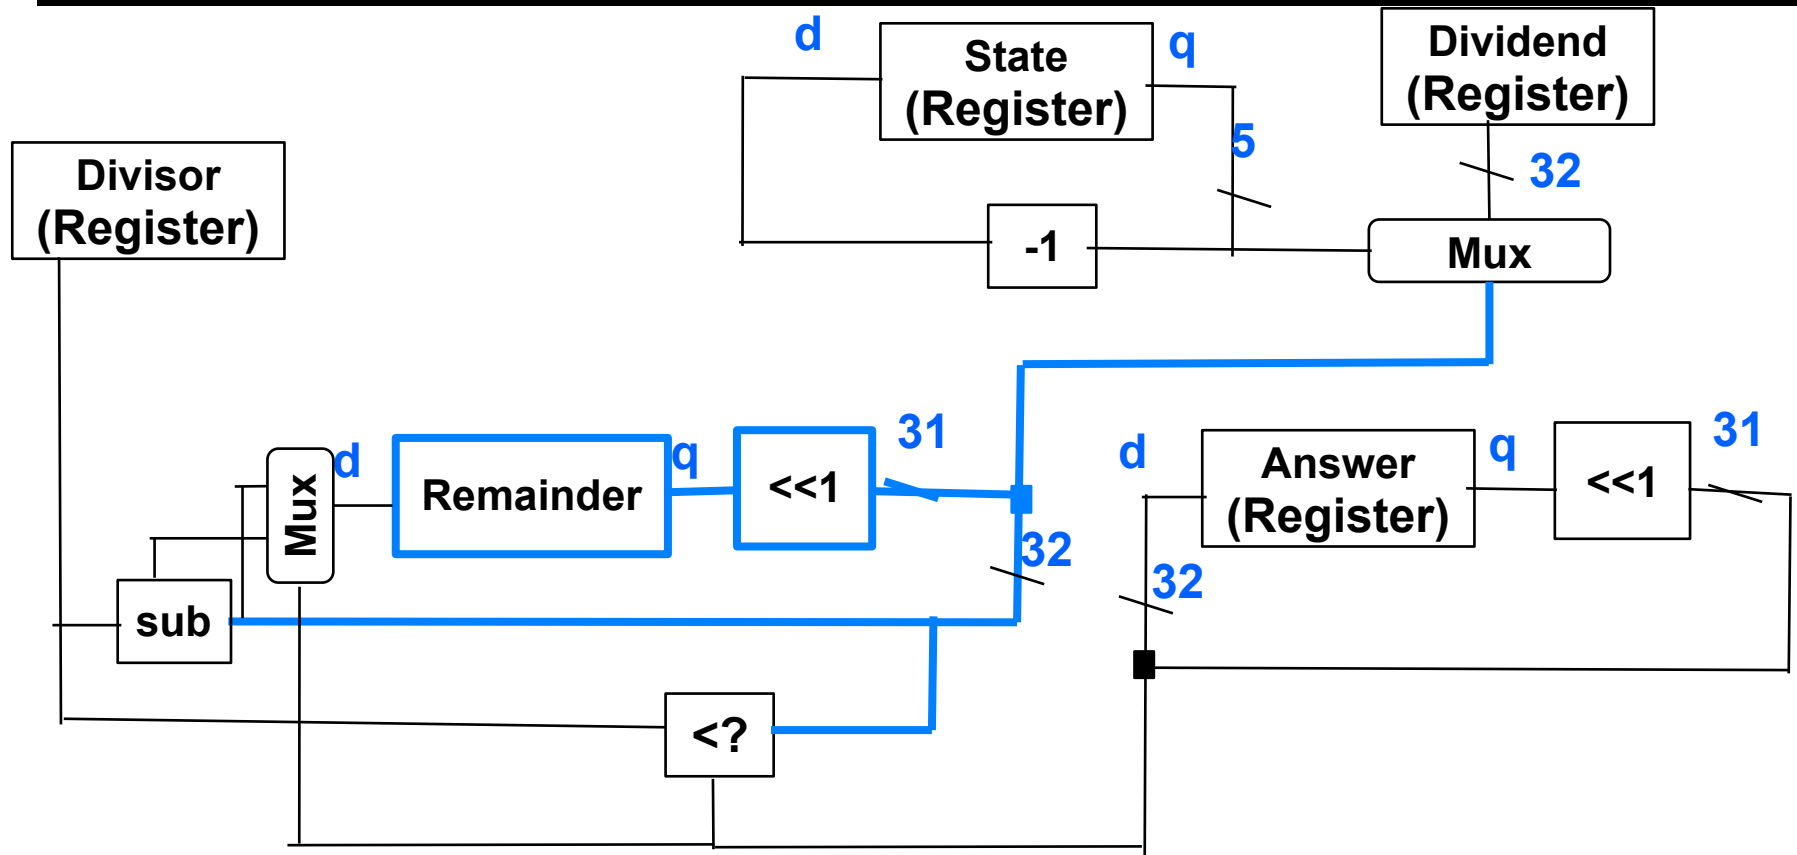 d
State
(Register)
q
Dividend
(Register)
5
32
Divisor
(Register)
-1
Mux
Mux
d
Remainder
q
<<1
31
32
d
Answer
(Register)
q
<<1
31
32
sub
<?